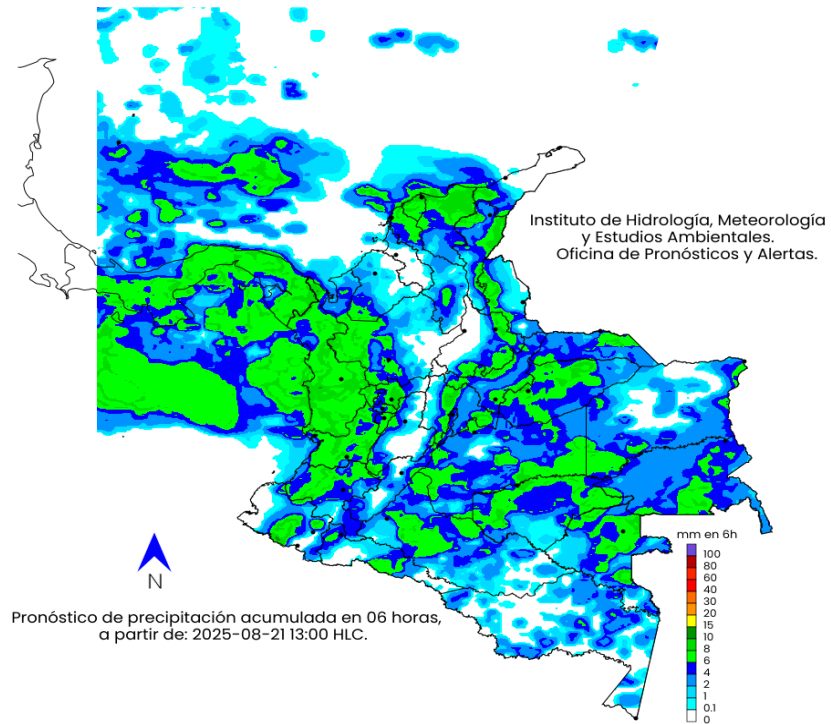 Instituto de Hidrología, Meteorología
y Estudios Ambientales.
Oficina de Pronósticos y Alertas.
mm en 6h
100
80
60
40
30
20
15
10
8
6
4
2
1
0.1
0
N
Pronóstico de precipitación acumulada en 06 horas,
a partir de: 2025-08-21 13:00 HLC.